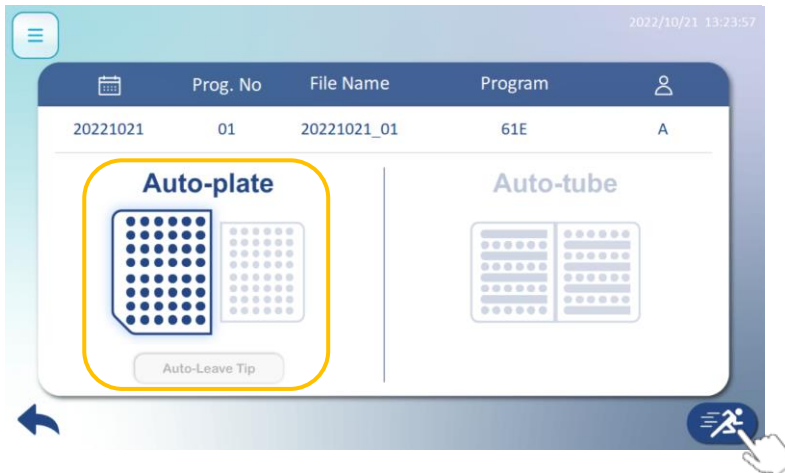 2022/10/21 13:23:57
Prog. No File Name Program
20221021 01 20221021_01 61E A
Auto-plate Auto-tube
Auto-Leave Tip